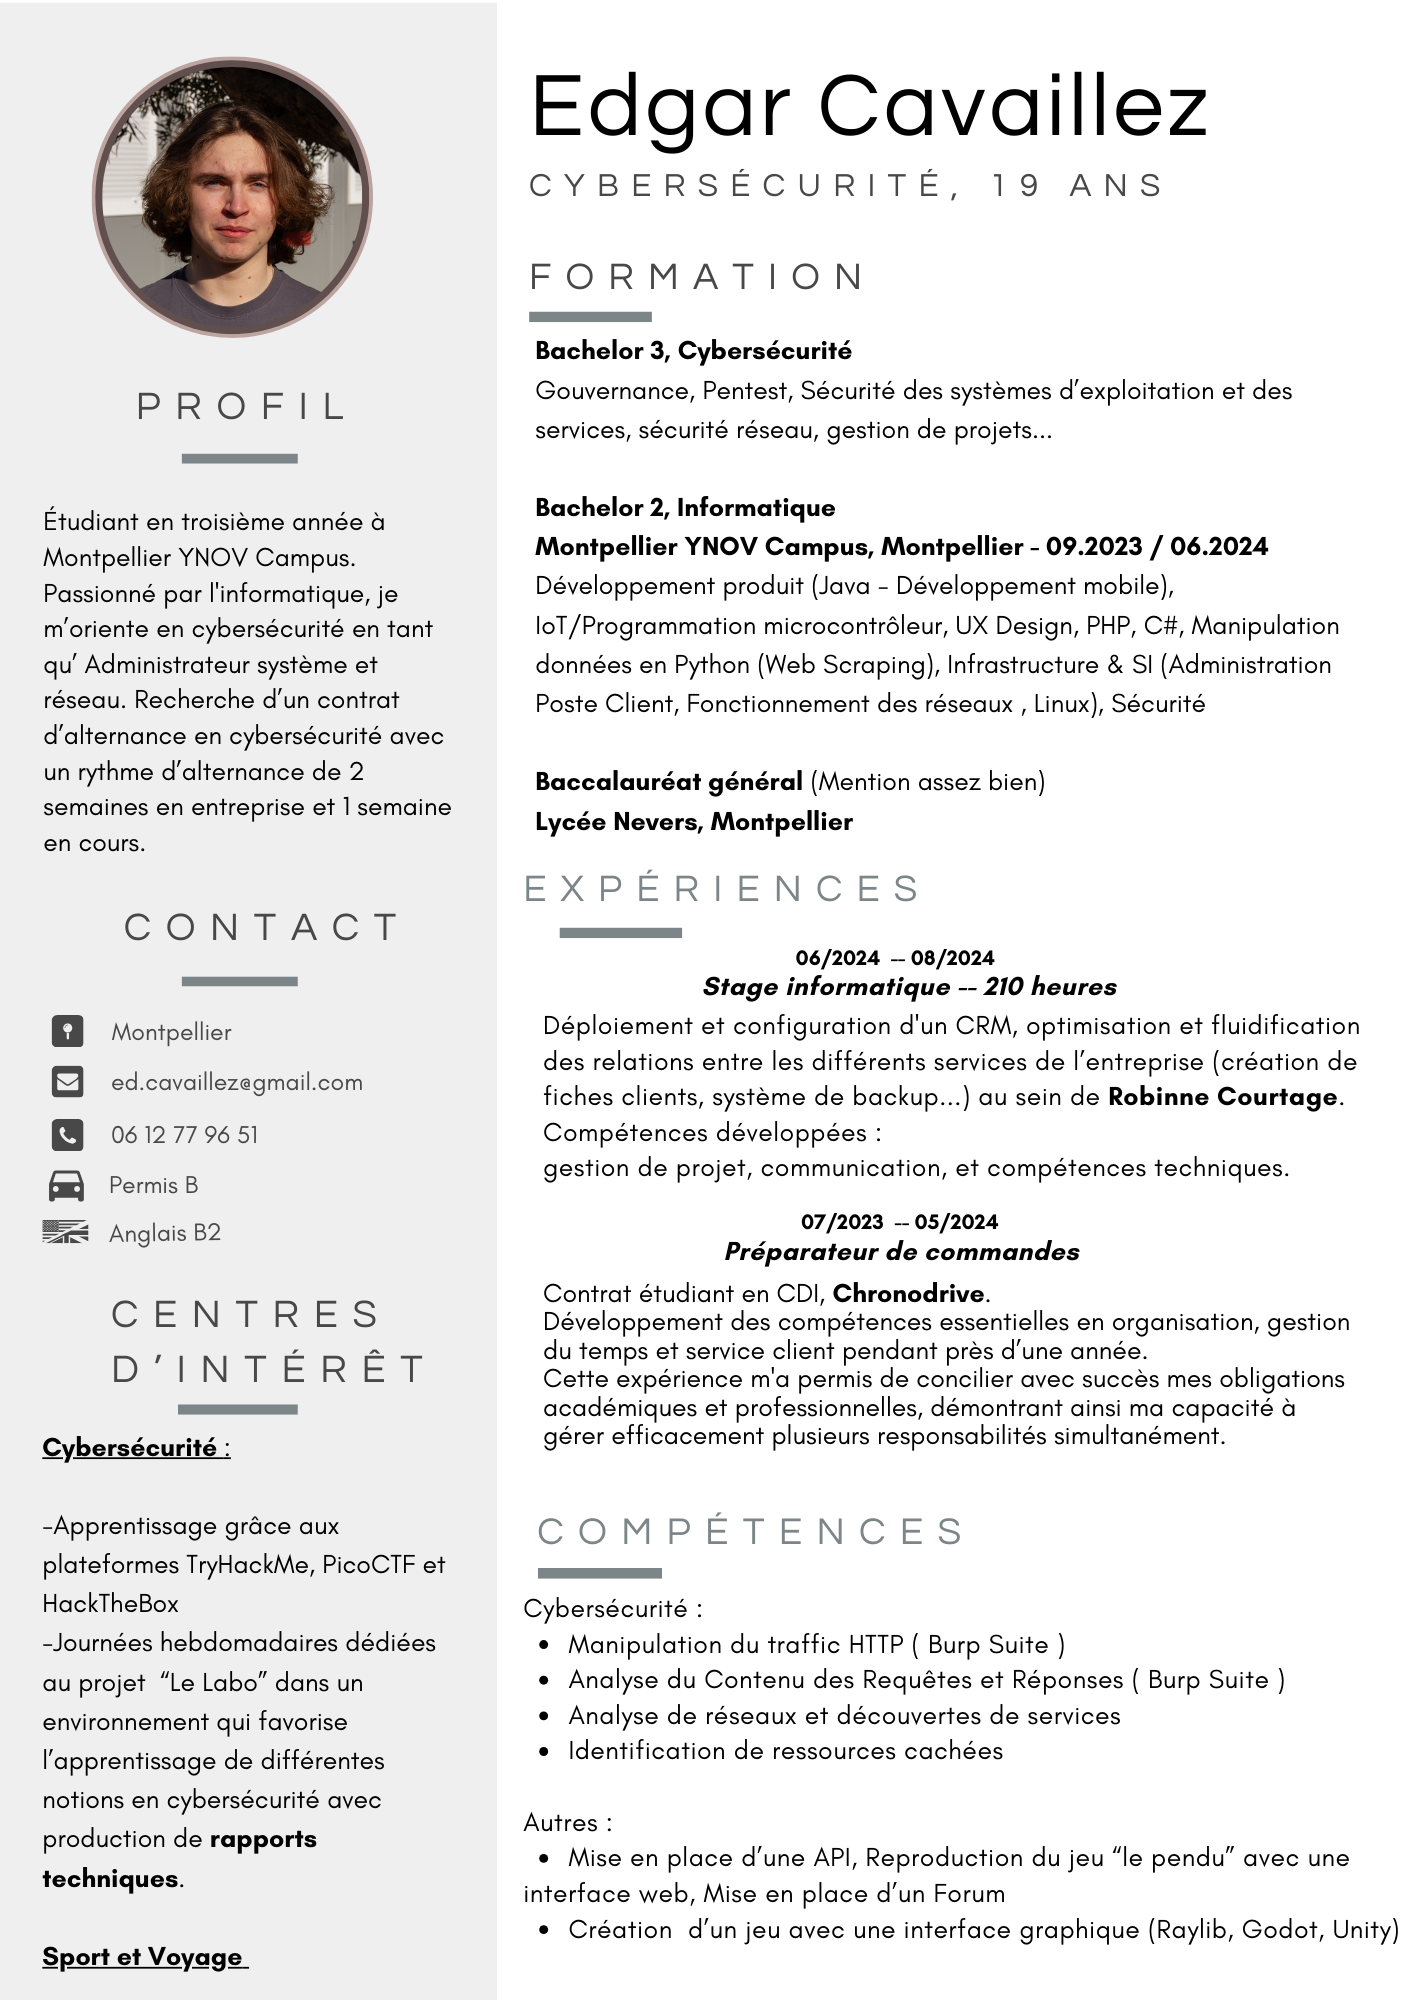 Edgar Cavaillez
CYBERSÉCURITÉ, 19 ANS
PROFIL
Étudiant en troisième année à
Montpellier YNOV Campus.
Passionné par l'informatique, je
m’oriente en cybersécurité en tant
qu’ Administrateur système et
réseau. Recherche d’un contrat
d’alternance en cybersécurité avec
un rythme d’alternance de 2
semaines en entreprise et 1 semaine
en cours.
CONTACT
Montpellier
ed.cavaillez@gmail.com
06 12 77 96 51
Permis B
Anglais B2
CENTRES
D’INTÉRÊT
Cybersécurité :
-Apprentissage grâce aux
plateformes TryHackMe, PicoCTF et
HackTheBox
-Journées hebdomadaires dédiées
au projet “Le Labo” dans un
environnement qui favorise
l’apprentissage de différentes
notions en cybersécurité avec
production de rapports
techniques.
Sport et Voyage
FORMATION
Bachelor 3, Cybersécurité
Gouvernance, Pentest, Sécurité des systèmes d’exploitation et des
services, sécurité réseau, gestion de projets...
Bachelor 2, Informatique
Montpellier YNOV Campus, Montpellier - 09.2023 / 06.2024
Développement produit (Java - Développement mobile),
IoT/Programmation microcontrôleur, UX Design, PHP, C#, Manipulation
données en Python (Web Scraping), Infrastructure & SI (Administration
Poste Client, Fonctionnement des réseaux , Linux), Sécurité
Baccalauréat général (Mention assez bien)
Lycée Nevers, Montpellier
EXPÉRIENCES
06/2024 -- 08/2024
Stage informatique -- 210 heures
Déploiement et configuration d'un CRM, optimisation et fluidification
des relations entre les différents services de l’entreprise (création de
fiches clients, système de backup...) au sein de Robinne Courtage.
Compétences développées :
gestion de projet, communication, et compétences techniques.
07/2023 -- 05/2024
Préparateur de commandes
Contrat étudiant en CDI, Chronodrive.
Développement des compétences essentielles en organisation, gestion
du temps et service client pendant près d’une année.
Cette expérience m'a permis de concilier avec succès mes obligations
académiques et professionnelles, démontrant ainsi ma capacité à
gérer efficacement plusieurs responsabilités simultanément.
COMPÉTENCES
Cybersécurité :
• Manipulation du traffic HTTP ( Burp Suite )
• Analyse du Contenu des Requêtes et Réponses ( Burp Suite )
• Analyse de réseaux et découvertes de services
• Identification de ressources cachées
Autres :
• Mise en place d’une API, Reproduction du jeu “le pendu” avec une
interface web, Mise en place d’un Forum
• Création d’un jeu avec une interface graphique (Raylib, Godot, Unity)